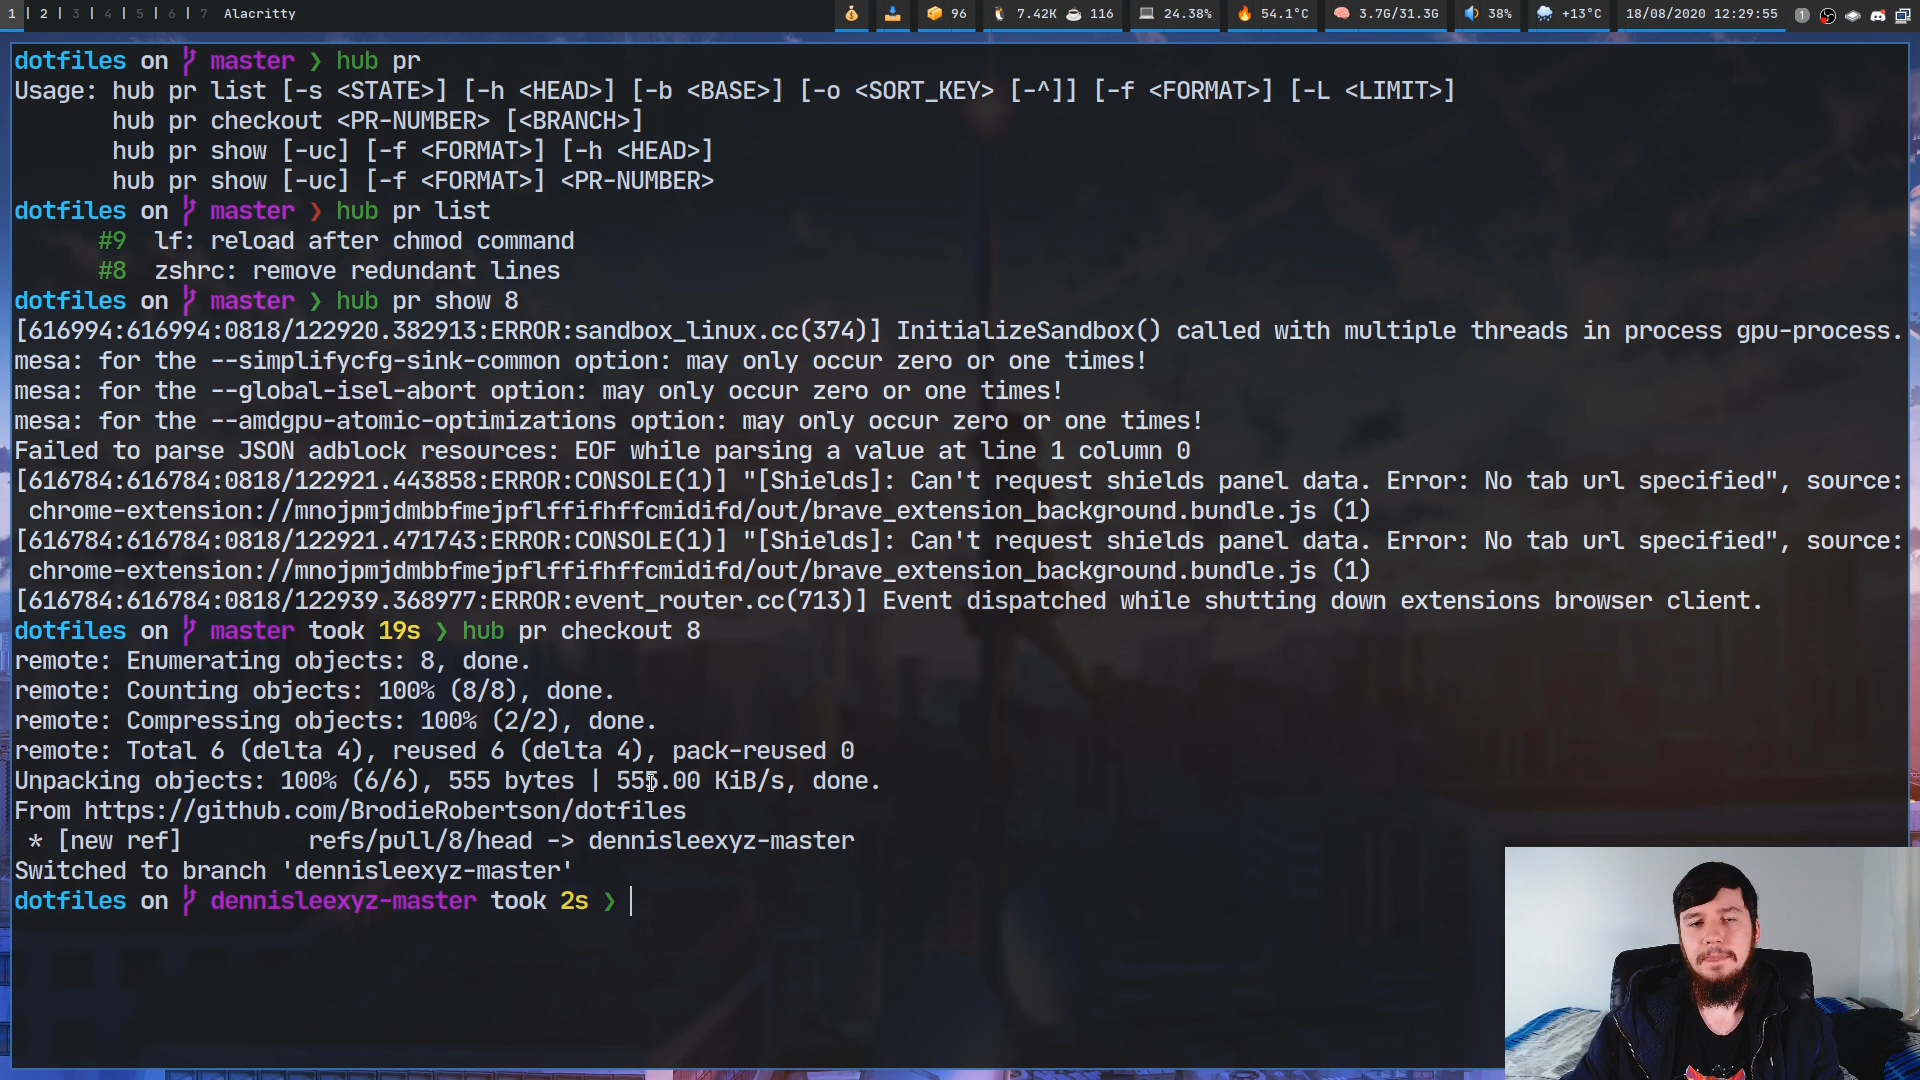 1 | 2 | 3 | 4 | 5 | 6 | 7 Alacritty 96 7.42K 116 24.38% 54.1°C 3.7G/31.3G 38% +13°C 18/08/2020 12:29:55 1
dotfiles on master ❯ hub pr
Usage: hub pr list [-s <STATE>] [-h <HEAD>] [-b <BASE>] [-o <SORT_KEY> [-^]] [-f <FORMAT>] [-L <LIMIT>]
hub pr checkout <PR-NUMBER> [<BRANCH>]
hub pr show [-uc] [-f <FORMAT>] [-h <HEAD>]
hub pr show [-uc] [-f <FORMAT>] <PR-NUMBER>
dotfiles on master ❯ hub pr list
#9 lf: reload after chmod command
#8 zshrc: remove redundant lines
dotfiles on master ❯ hub pr show 8
[616994:616994:0818/122920.382913:ERROR:sandbox_linux.cc(374)] InitializeSandbox() called with multiple threads in process gpu-process.
mesa: for the --simplifycfg-sink-common option: may only occur zero or one times!
mesa: for the --global-isel-abort option: may only occur zero or one times!
mesa: for the --amdgpu-atomic-optimizations option: may only occur zero or one times!
Failed to parse JSON adblock resources: EOF while parsing a value at line 1 column 0
[616784:616784:0818/122921.443858:ERROR:CONSOLE(1)] "[Shields]: Can't request shields panel data. Error: No tab url specified", source:
chrome-extension://mnojpmjdmbbfmejpflffifhffcmidifd/out/brave_extension_background.bundle.js (1)
[616784:616784:0818/122921.471743:ERROR:CONSOLE(1)] "[Shields]: Can't request shields panel data. Error: No tab url specified", source:
chrome-extension://mnojpmjdmbbfmejpflffifhffcmidifd/out/brave_extension_background.bundle.js (1)
[616784:616784:0818/122939.368977:ERROR:event_router.cc(713)] Event dispatched while shutting down extensions browser client.
dotfiles on master took 19s ❯ hub pr checkout 8
remote: Enumerating objects: 8, done.
remote: Counting objects: 100% (8/8), done.
remote: Compressing objects: 100% (2/2), done.
remote: Total 6 (delta 4), reused 6 (delta 4), pack-reused 0
Unpacking objects: 100% (6/6), 555 bytes | 555.00 KiB/s, done.
From https://github.com/BrodieRobertson/dotfiles
* [new ref] refs/pull/8/head -> dennisleexyz-master
Switched to branch 'dennisleexyz-master'
dotfiles on dennisleexyz-master took 2s ❯